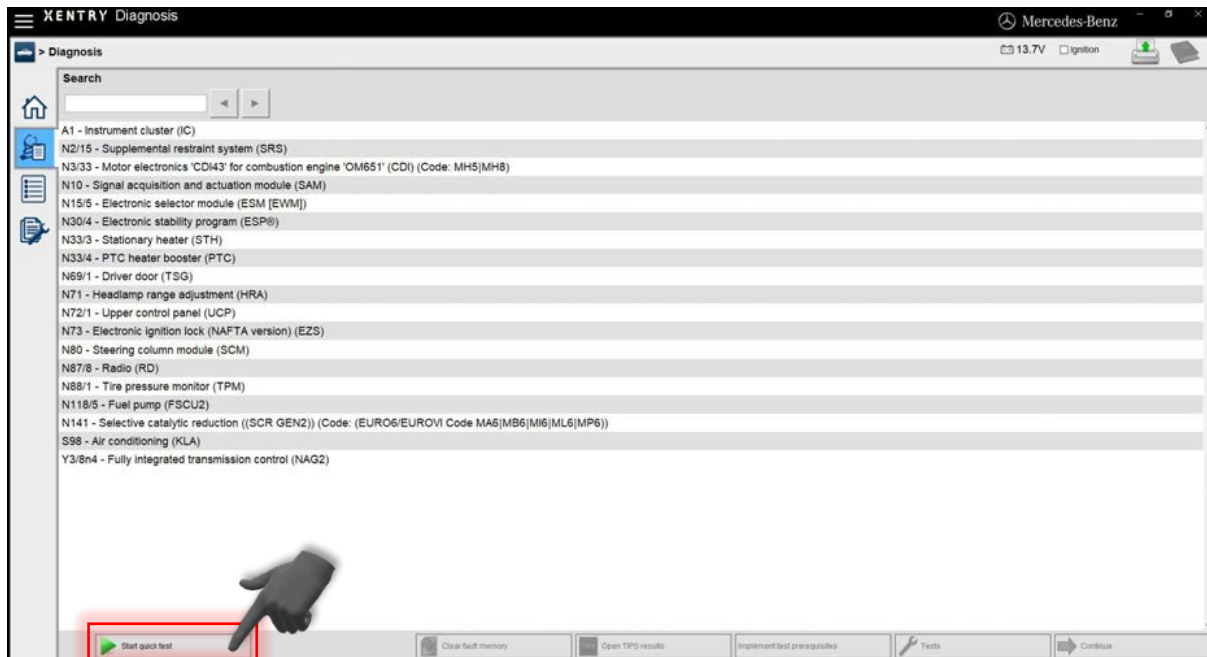 XENTRY Diagnosis
Mercedes-Benz
> Diagnosis
13.7V Ignition
Search
A1 - Instrument cluster (IC)
N2/15 - Supplemental restraint system (SRS)
N3/33 - Motor electronics 'CDI43' for combustion engine 'OM651' (CDI) (Code: MH5|MH8)
N10 - Signal acquisition and actuation module (SAM)
N15/5 - Electronic selector module (ESM [EWM])
N30/4 - Electronic stability program (ESP®)
N33/3 - Stationary heater (STH)
N33/4 - PTC heater booster (PTC)
N69/1 - Driver door (TSG)
N71 - Headlamp range adjustment (HRA)
N72/1 - Upper control panel (UCP)
N73 - Electronic ignition lock (NAFTA version) (EZS)
N80 - Steering column module (SCM)
N87/8 - Radio (RD)
N88/1 - Tire pressure monitor (TPM)
N118/5 - Fuel pump (FSCU2)
N141 - Selective catalytic reduction ((SCR GEN2)) (Code: (EURO6/EUROVI Code MA6|MB6|MI6|ML6|MP6))
S98 - Air conditioning (KLA)
Y3/8n4 - Fully integrated transmission control (NAG2)
Start quick test
Clear fault memory
Open TIPS results
Implement test prerequisites
Tests
Continue